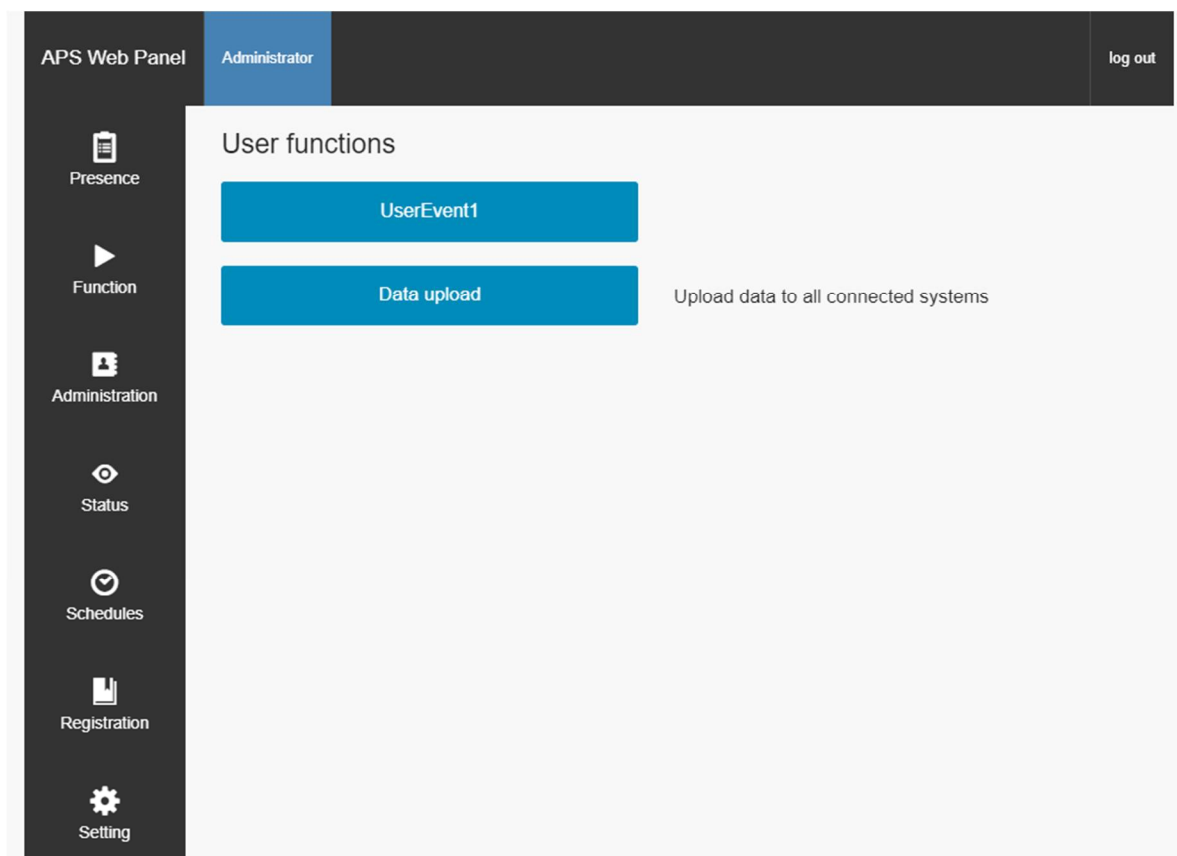 APS Web Panel
Administrator
log out
Presence
Function
Administration
Status
Schedules
Registration
Setting
User functions
UserEvent1
Data upload
Upload data to all connected systems